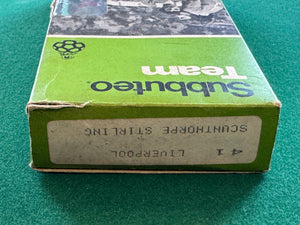 Subbuteo
Team
41 LIVERPOOL
SCUNTHORPE STIRLING